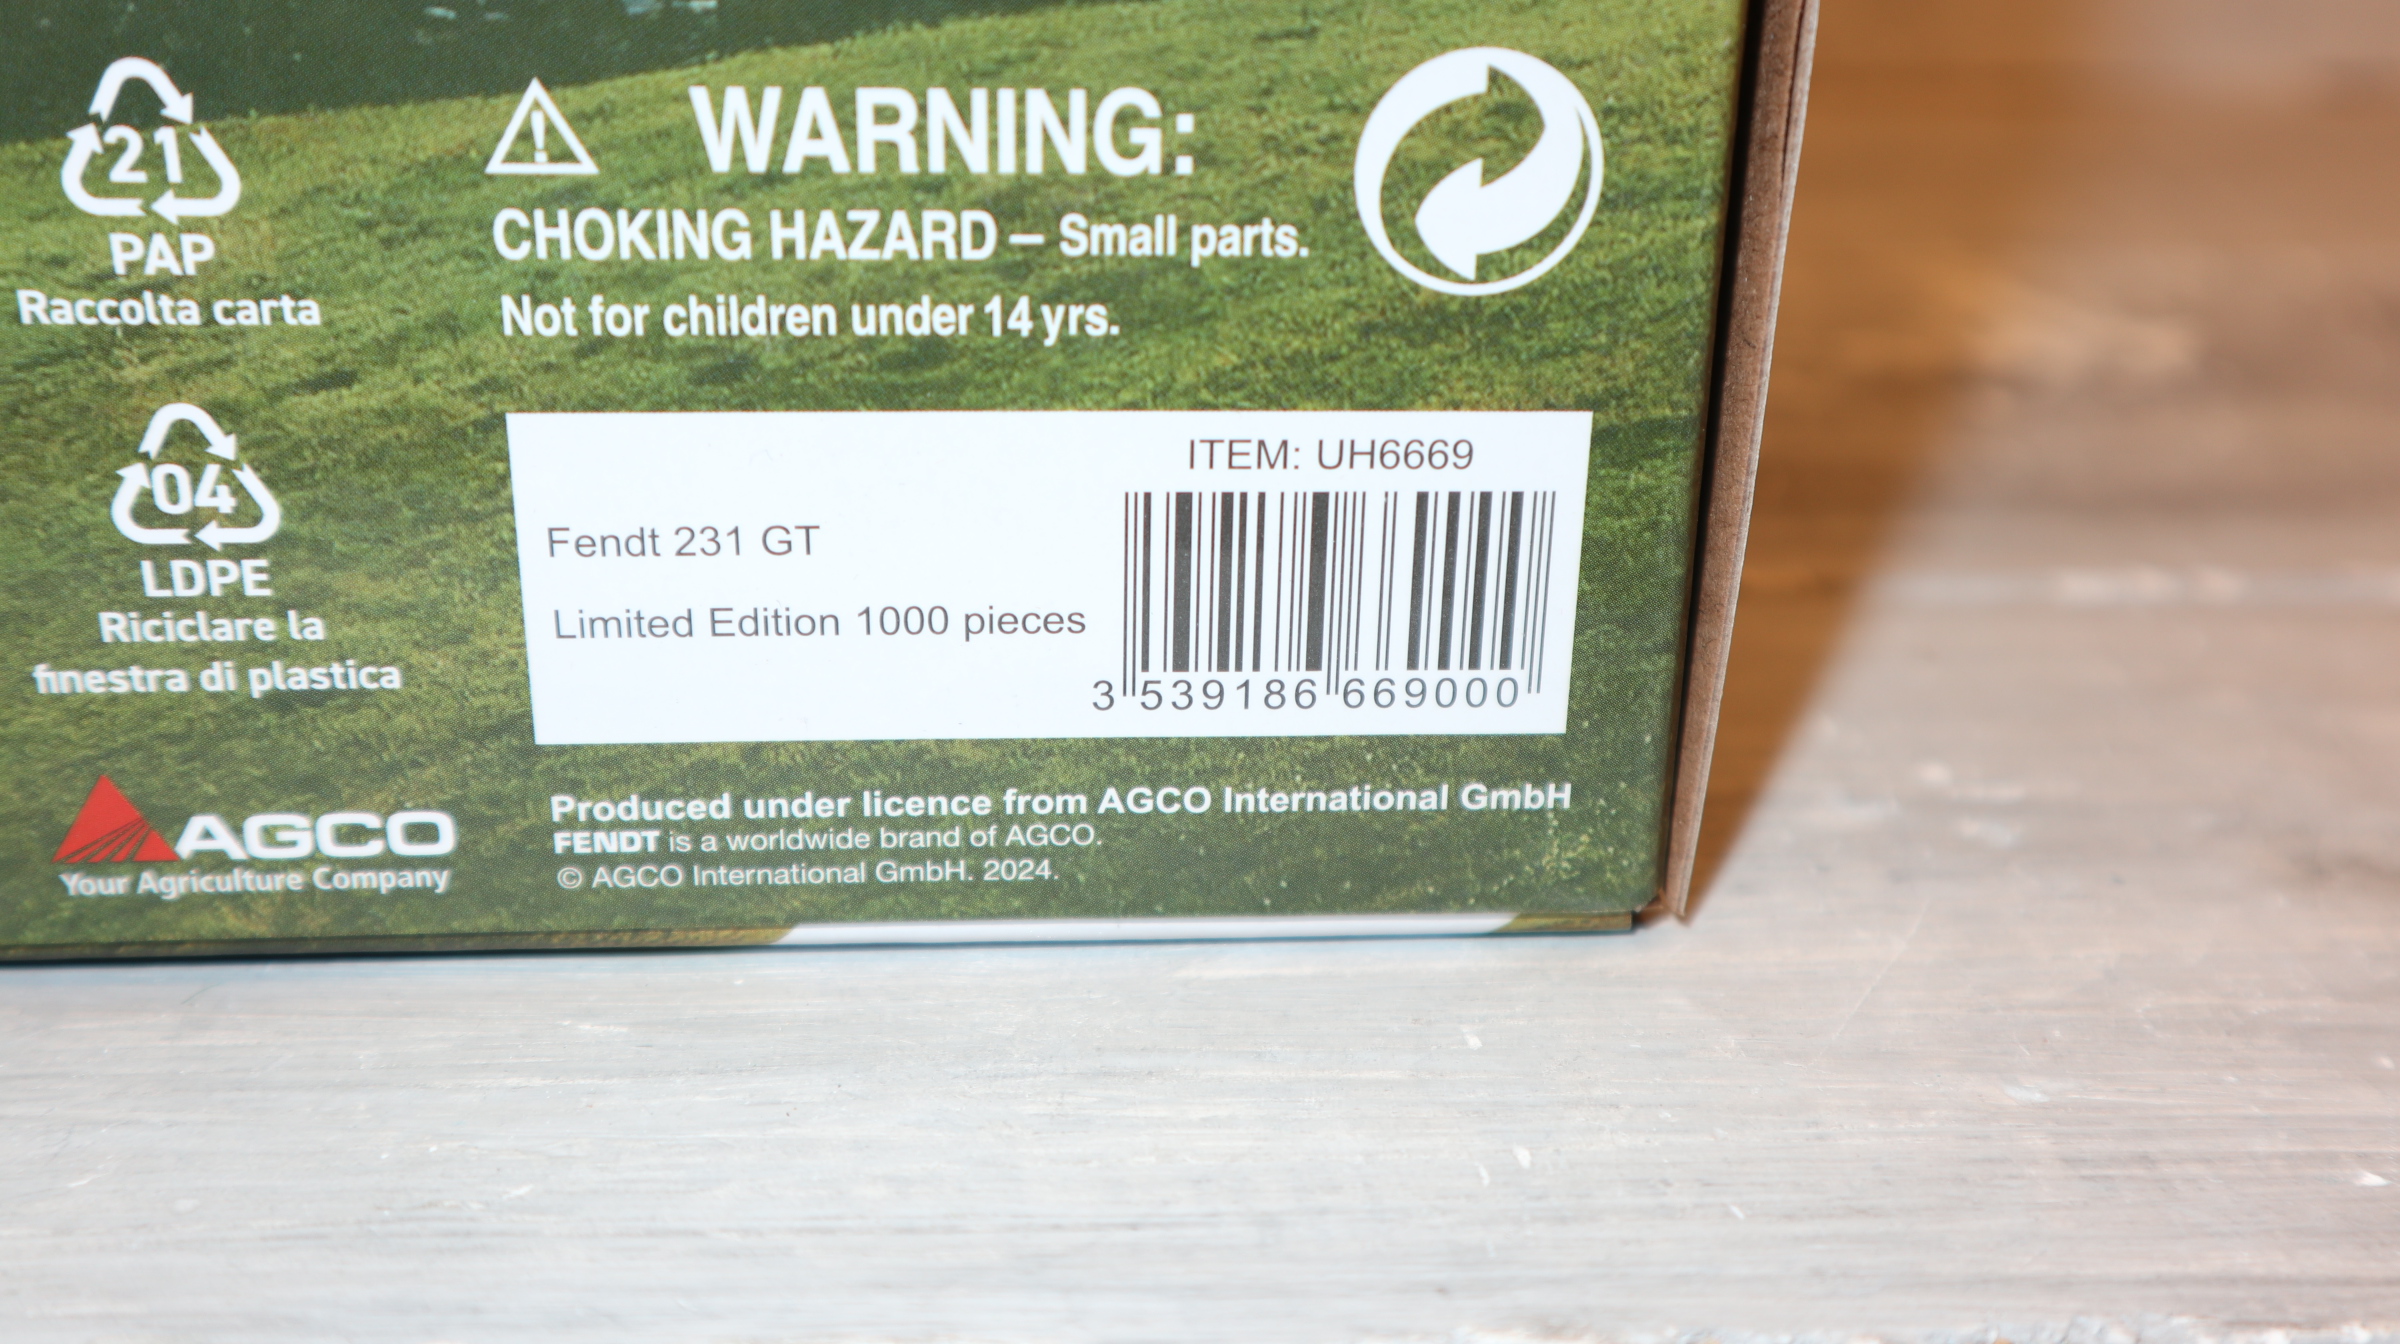 21
PAP
Raccolta carta
04
LDPE
Riciclare la
finestra di plastica
AGCO
Your Agriculture Company
WARNING:
CHOKING HAZARD – Small parts.
Not for children under 14 yrs.
ITEM: UH6669
Fendt 231 GT
Limited Edition 1000 pieces
3 539186 669000
Produced under licence from AGCO International GmbH
FENDT is a worldwide brand of AGCO.
© AGCO International GmbH. 2024.